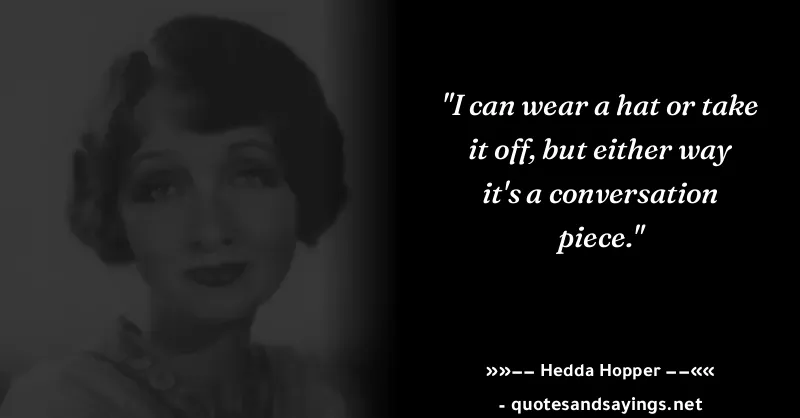 "I can wear a hat or take
it off, but either way
it's a conversation
piece."
»»-- Hedda Hopper --««
- quotesandsayings.net